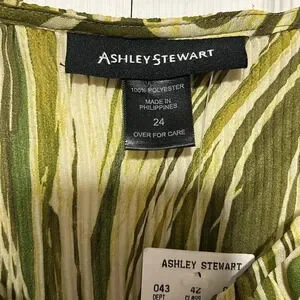 ASHLEY STEWART
100% POLYESTER
MADE IN
PHILIPPINES
24
OVER FOR CARE
ASHLEY STEWART
043 42
DEPT CLASS